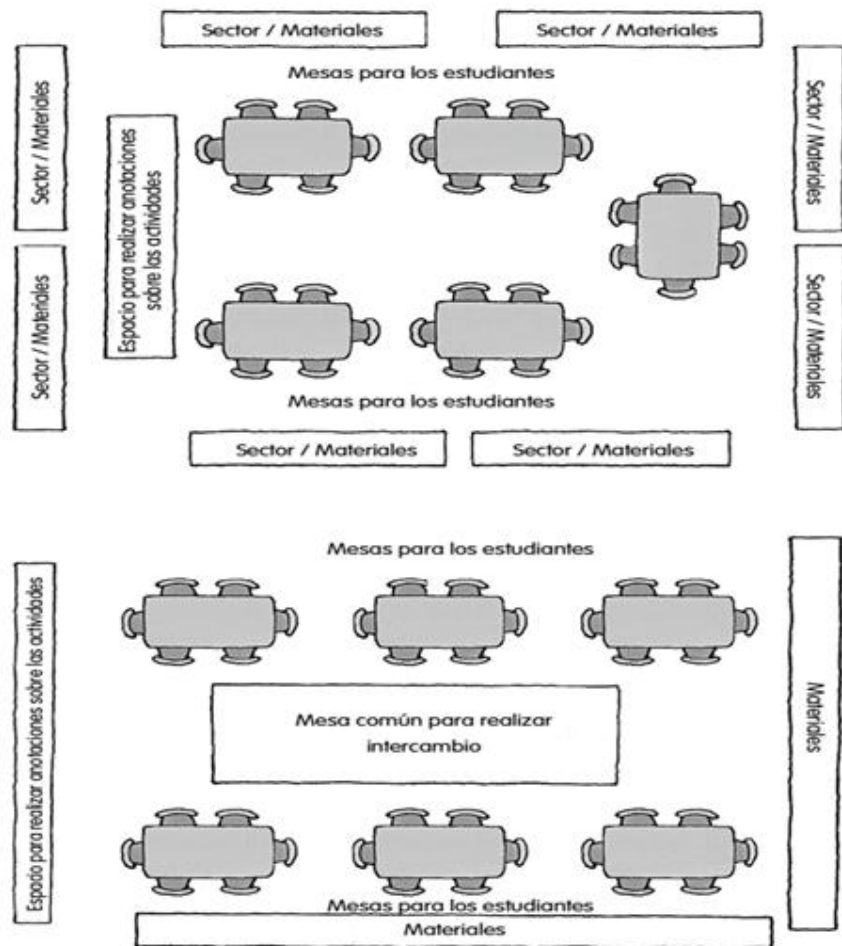 Sector / Materiales
Sector / Materiales
Mesas para los estudiantes
Sector / Materiales
Sector / Materiales
Espacio para realizar anotaciones
sobre las actividades
Sector / Materiales
Sector / Materiales
Mesas para los estudiantes
Sector / Materiales
Sector / Materiales
Mesas para los estudiantes
Espacio para realizar anotaciones sobre las actividades
Materiales
Mesa común para realizar
intercambio
Mesas para los estudiantes
Materiales